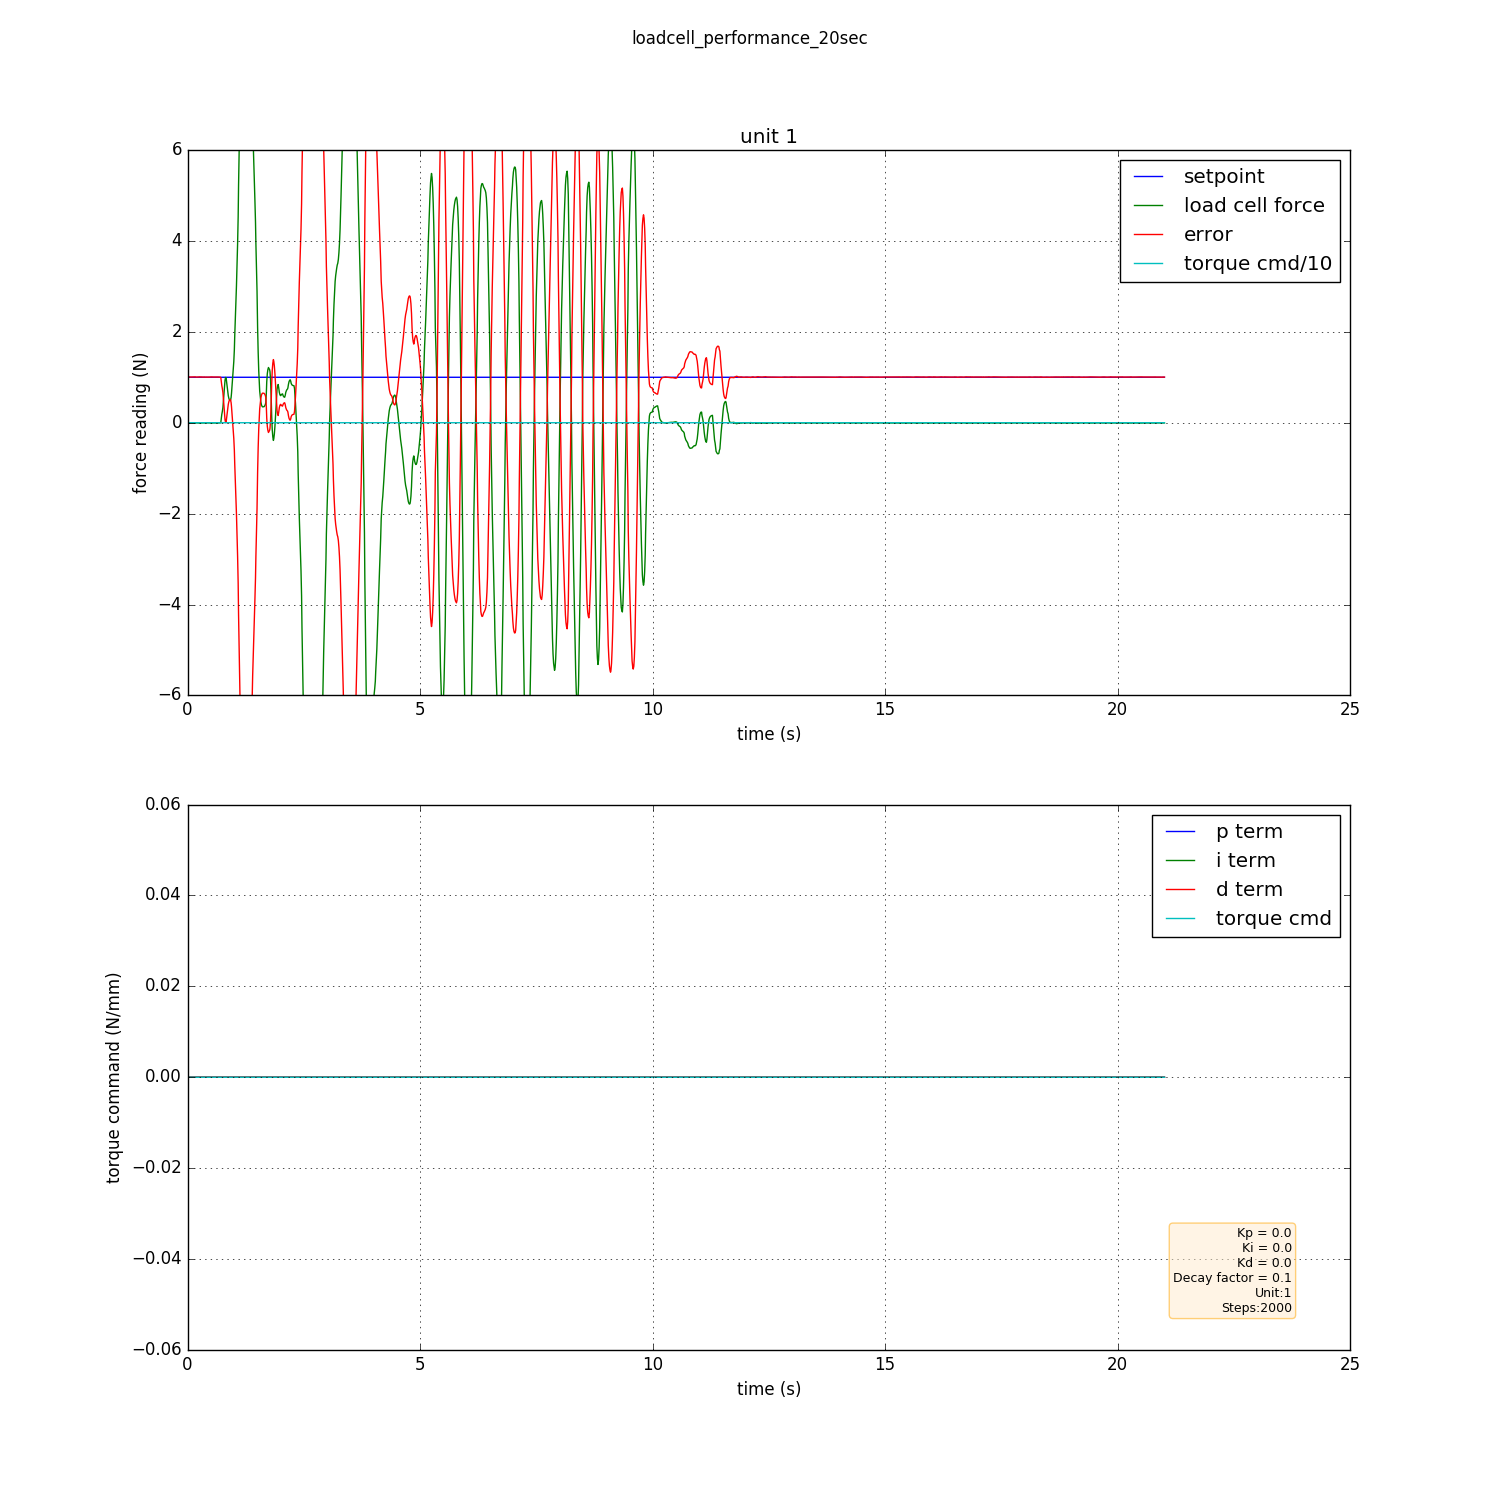 loadcell_performance_20sec
unit 1
6
4
2
0
−2
−4
−6
force reading (N)
0 5 10 15 20 25
time (s)
setpoint
load cell force
error
torque cmd/10
0.06
0.04
0.02
0.00
−0.02
−0.04
−0.06
torque command (N/mm)
0 5 10 15 20 25
time (s)
p term
i term
d term
torque cmd
Kp = 0.0
Ki = 0.0
Kd = 0.0
Decay factor = 0.1
Unit:1
Steps:2000